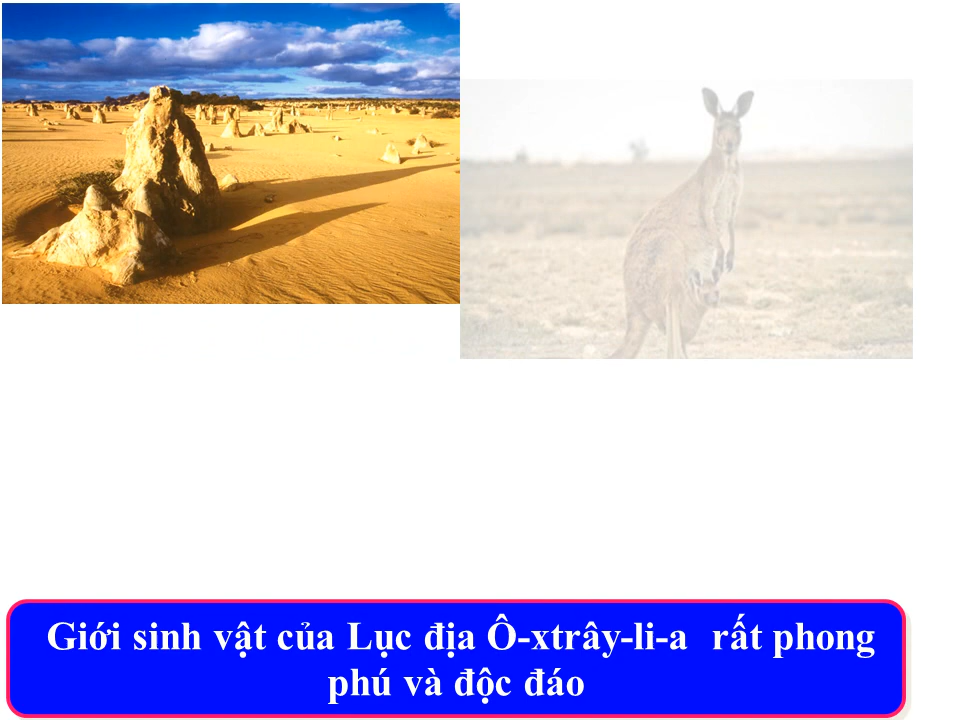 Giới sinh vật của Lục địa Ô-xtrây-li-a rất phong
phú và độc đáo